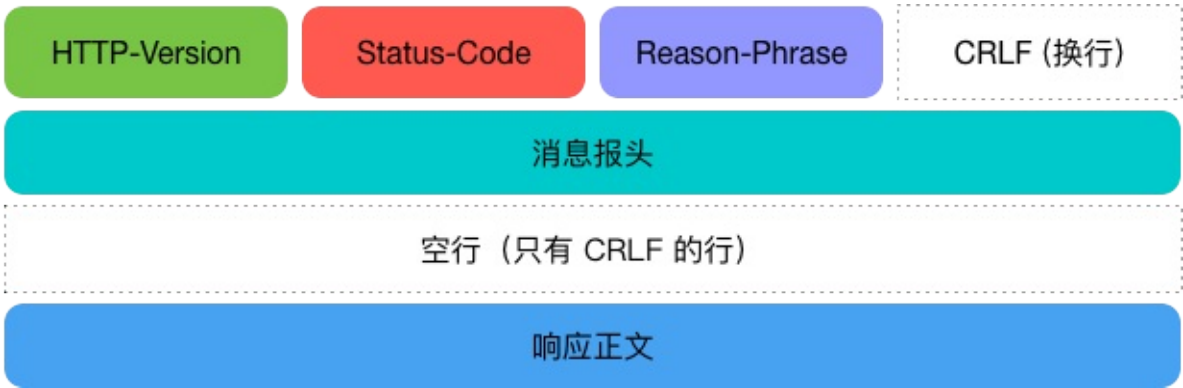 HTTP-Version Status-Code Reason-Phrase CRLF (换行)
消息报头
空行（只有 CRLF 的行）
响应正文